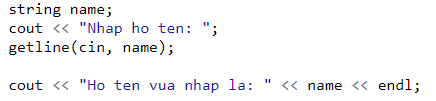 string name;
cout << "Nhap ho ten: ";
getline(cin, name);
cout << "Ho ten vua nhap la: " << name << endl;